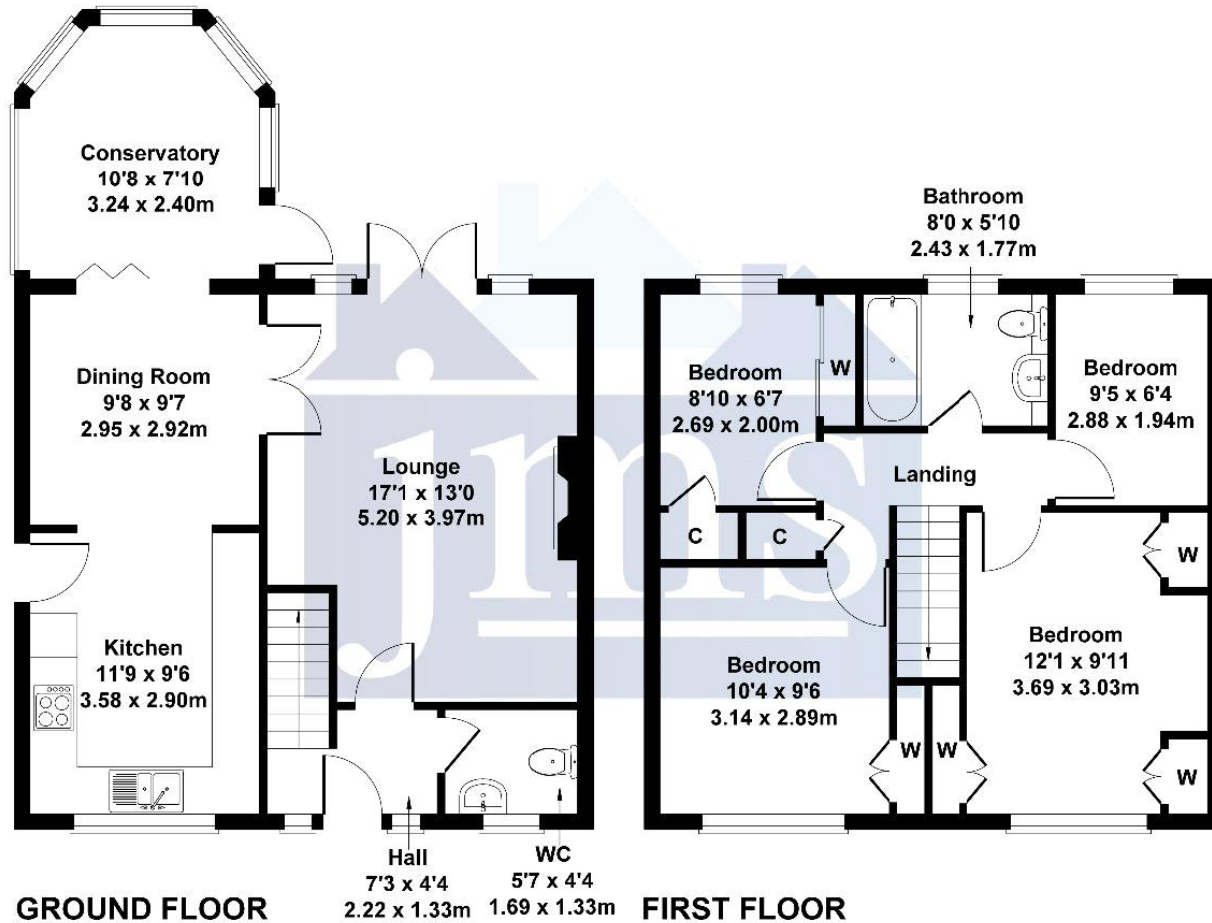 Conservatory
10'8 x 7'10
3.24 x 2.40m
Dining Room
9'8 x 9'7
2.95 x 2.92m
Lounge
17'1 x 13'0
5.20 x 3.97m
Kitchen
11'9 x 9'6
3.58 x 2.90m
Hall
7'3 x 4'4
2.22 x 1.33m
WC
5'7 x 4'4
1.69 x 1.33m
GROUND FLOOR
Bathroom
8'0 x 5'10
2.43 x 1.77m
Bedroom
8'10 x 6'7
2.69 x 2.00m
W
Bedroom
9'5 x 6'4
2.88 x 1.94m
Landing
C
C
W
Bedroom
10'4 x 9'6
3.14 x 2.89m
Bedroom
12'1 x 9'11
3.69 x 3.03m
W
W
W
FIRST FLOOR
jms